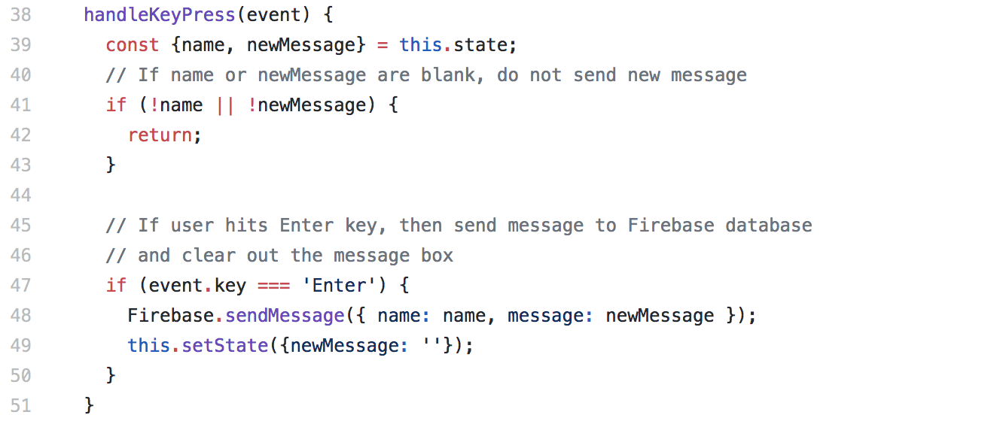 38 handleKeyPress(event) {
39 const {name, newMessage} = this.state;
40 // If name or newMessage are blank, do not send new message
41 if (!name || !newMessage) {
42 return;
43 }
44
45 // If user hits Enter key, then send message to Firebase database
46 // and clear out the message box
47 if (event.key === 'Enter') {
48 Firebase.sendMessage({ name: name, message: newMessage });
49 this.setState({newMessage: ''});
50 }
51 }